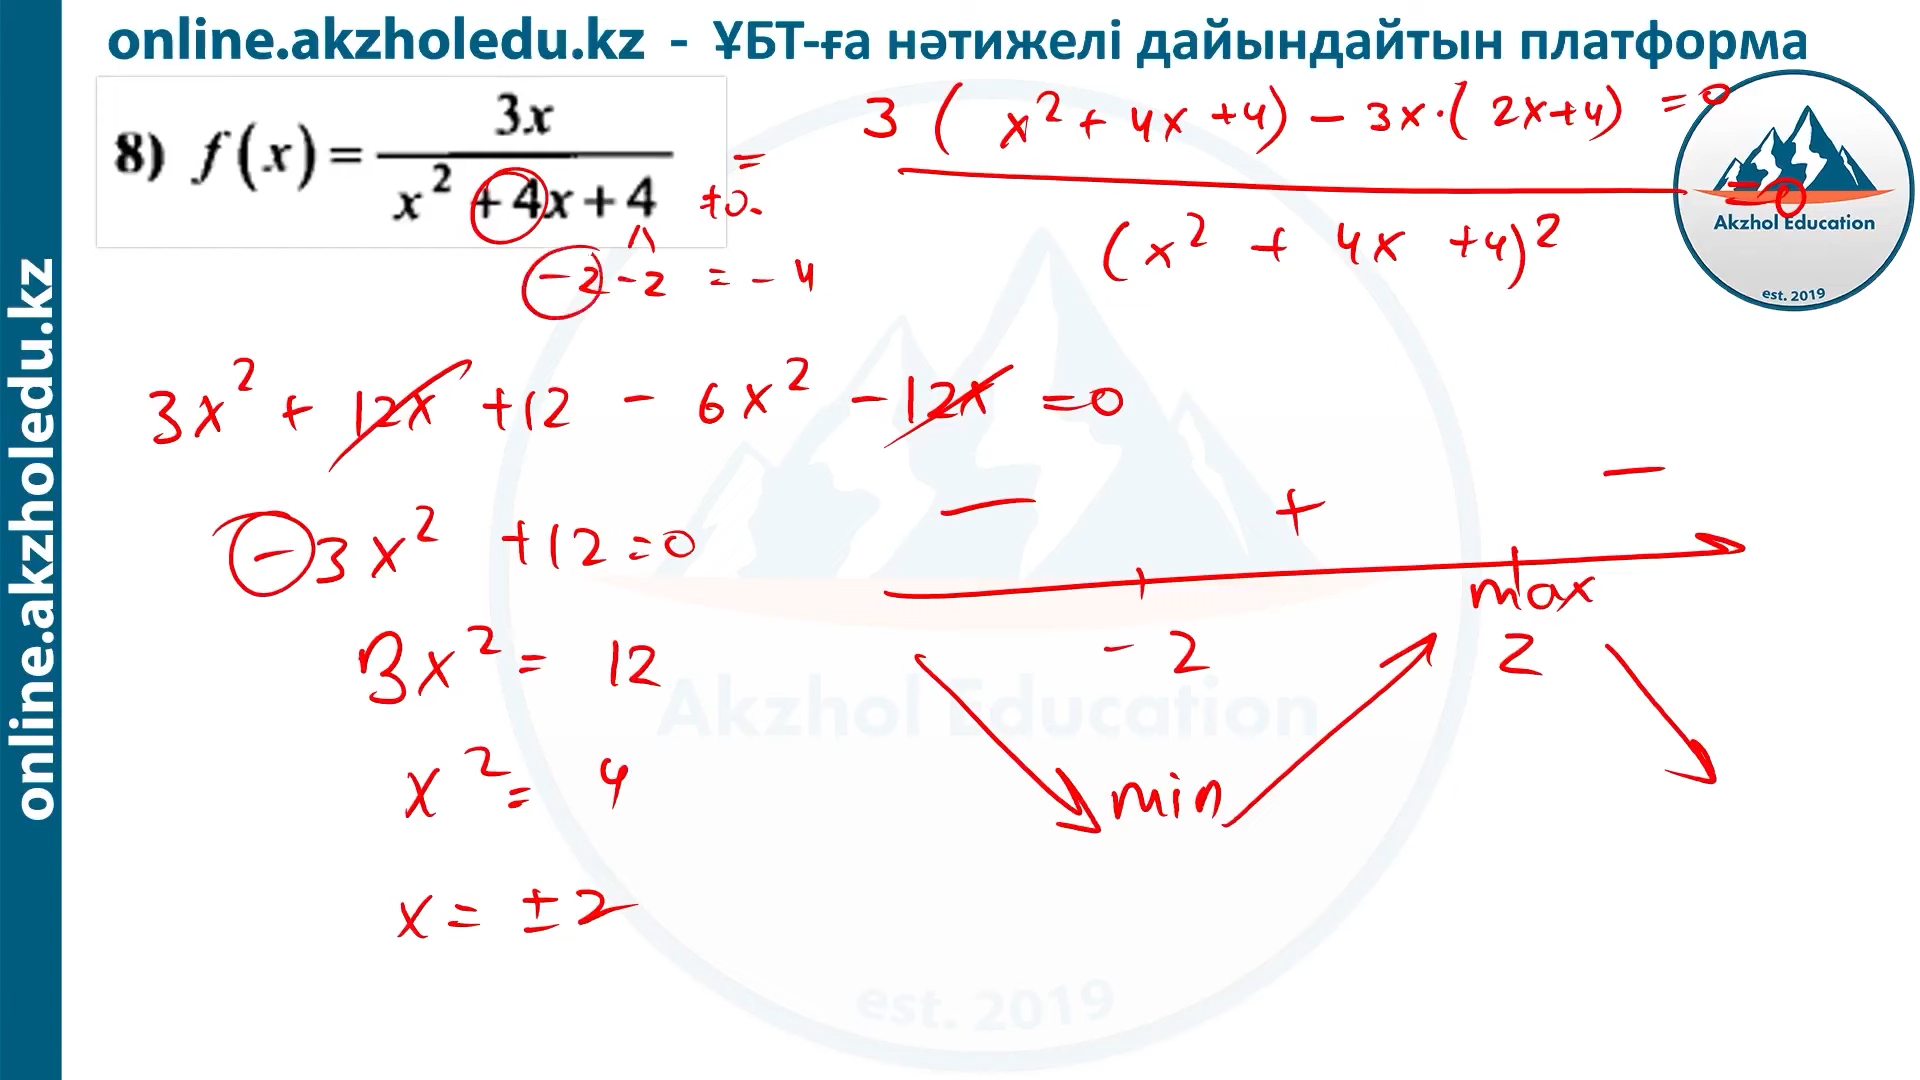 online.akzholedu.kz - ҰБТ-ға нәтижелі дайындайтын платформа
online.akzholedu.kz
8) f(x) = 3x / (x² + 4x + 4)
≠0.
= 3(x² + 4x + 4) − 3x·(2x+4) / (x² + 4x + 4)² = 0
= 0
-2 -2 = -4
Akzhol Education
est. 2019
3x² + 12x + 12 − 6x² − 12x = 0
-3x² + 12 = 0
3x² = 12
x² = 4
x = ±2
− + −
-2 max 2
min
Akzhol Education
est. 2019